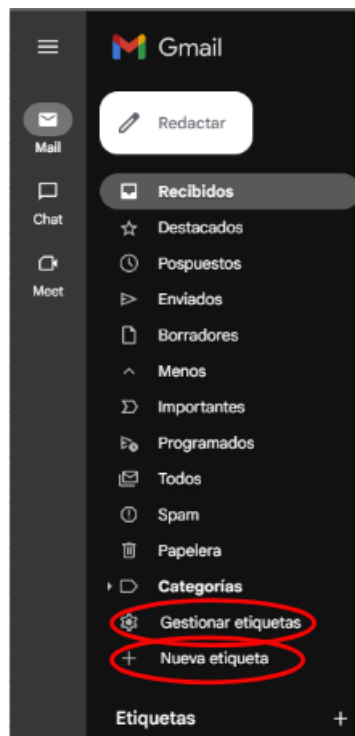 Gmail
Redactar
Mail
Recibidos
Chat
Destacados
Pospuestos
Meet
Enviados
Borradores
Menos
Importantes
Programados
Todos
Spam
Papelera
Categorías
Gestionar etiquetas
Nueva etiqueta
Etiquetas